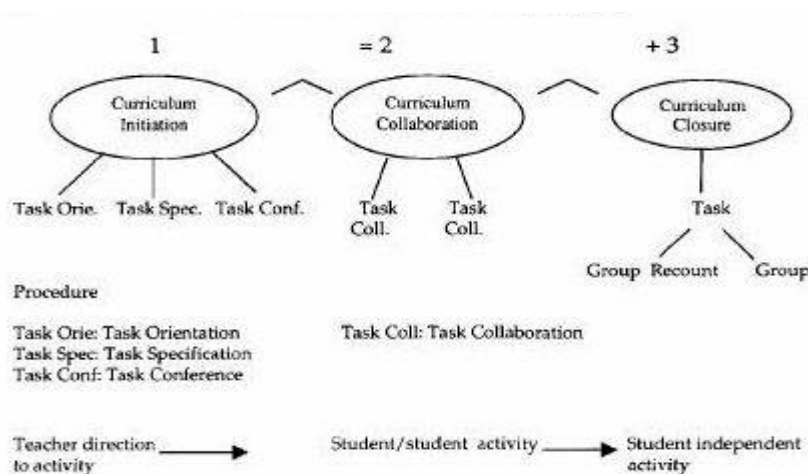 1 = 2 + 3
Curriculum Initiation
Curriculum Collaboration
Curriculum Closure
Task Orie. Task Spec. Task Conf.
Task Coll.
Task Coll.
Task
Group Recount Group
Procedure
Task Orie: Task Orientation
Task Spec: Task Specification
Task Conf: Task Conference
Task Coll: Task Collaboration
Teacher direction to activity
Student/student activity
Student independent activity